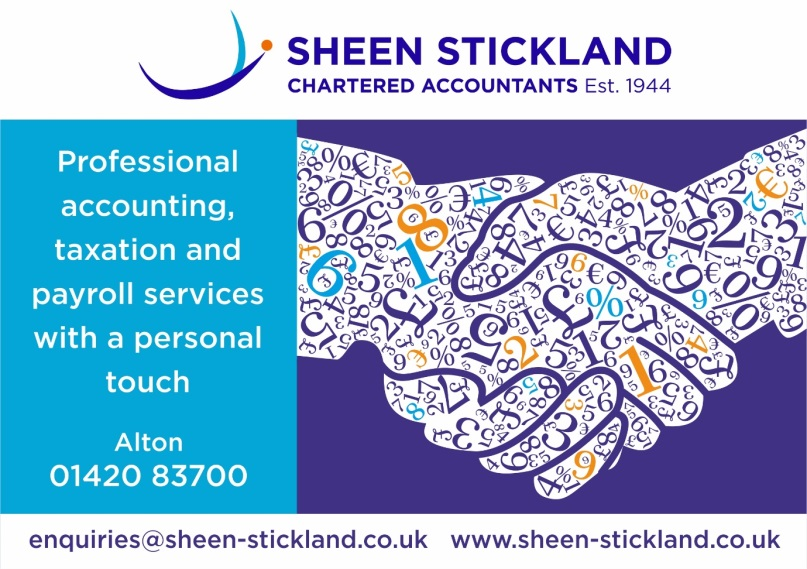 SHEEN STICKLAND
CHARTERED ACCOUNTANTS Est. 1944
Professional
accounting,
taxation and
payroll services
with a personal
touch
Alton
01420 83700
enquiries@sheen-stickland.co.uk www.sheen-stickland.co.uk